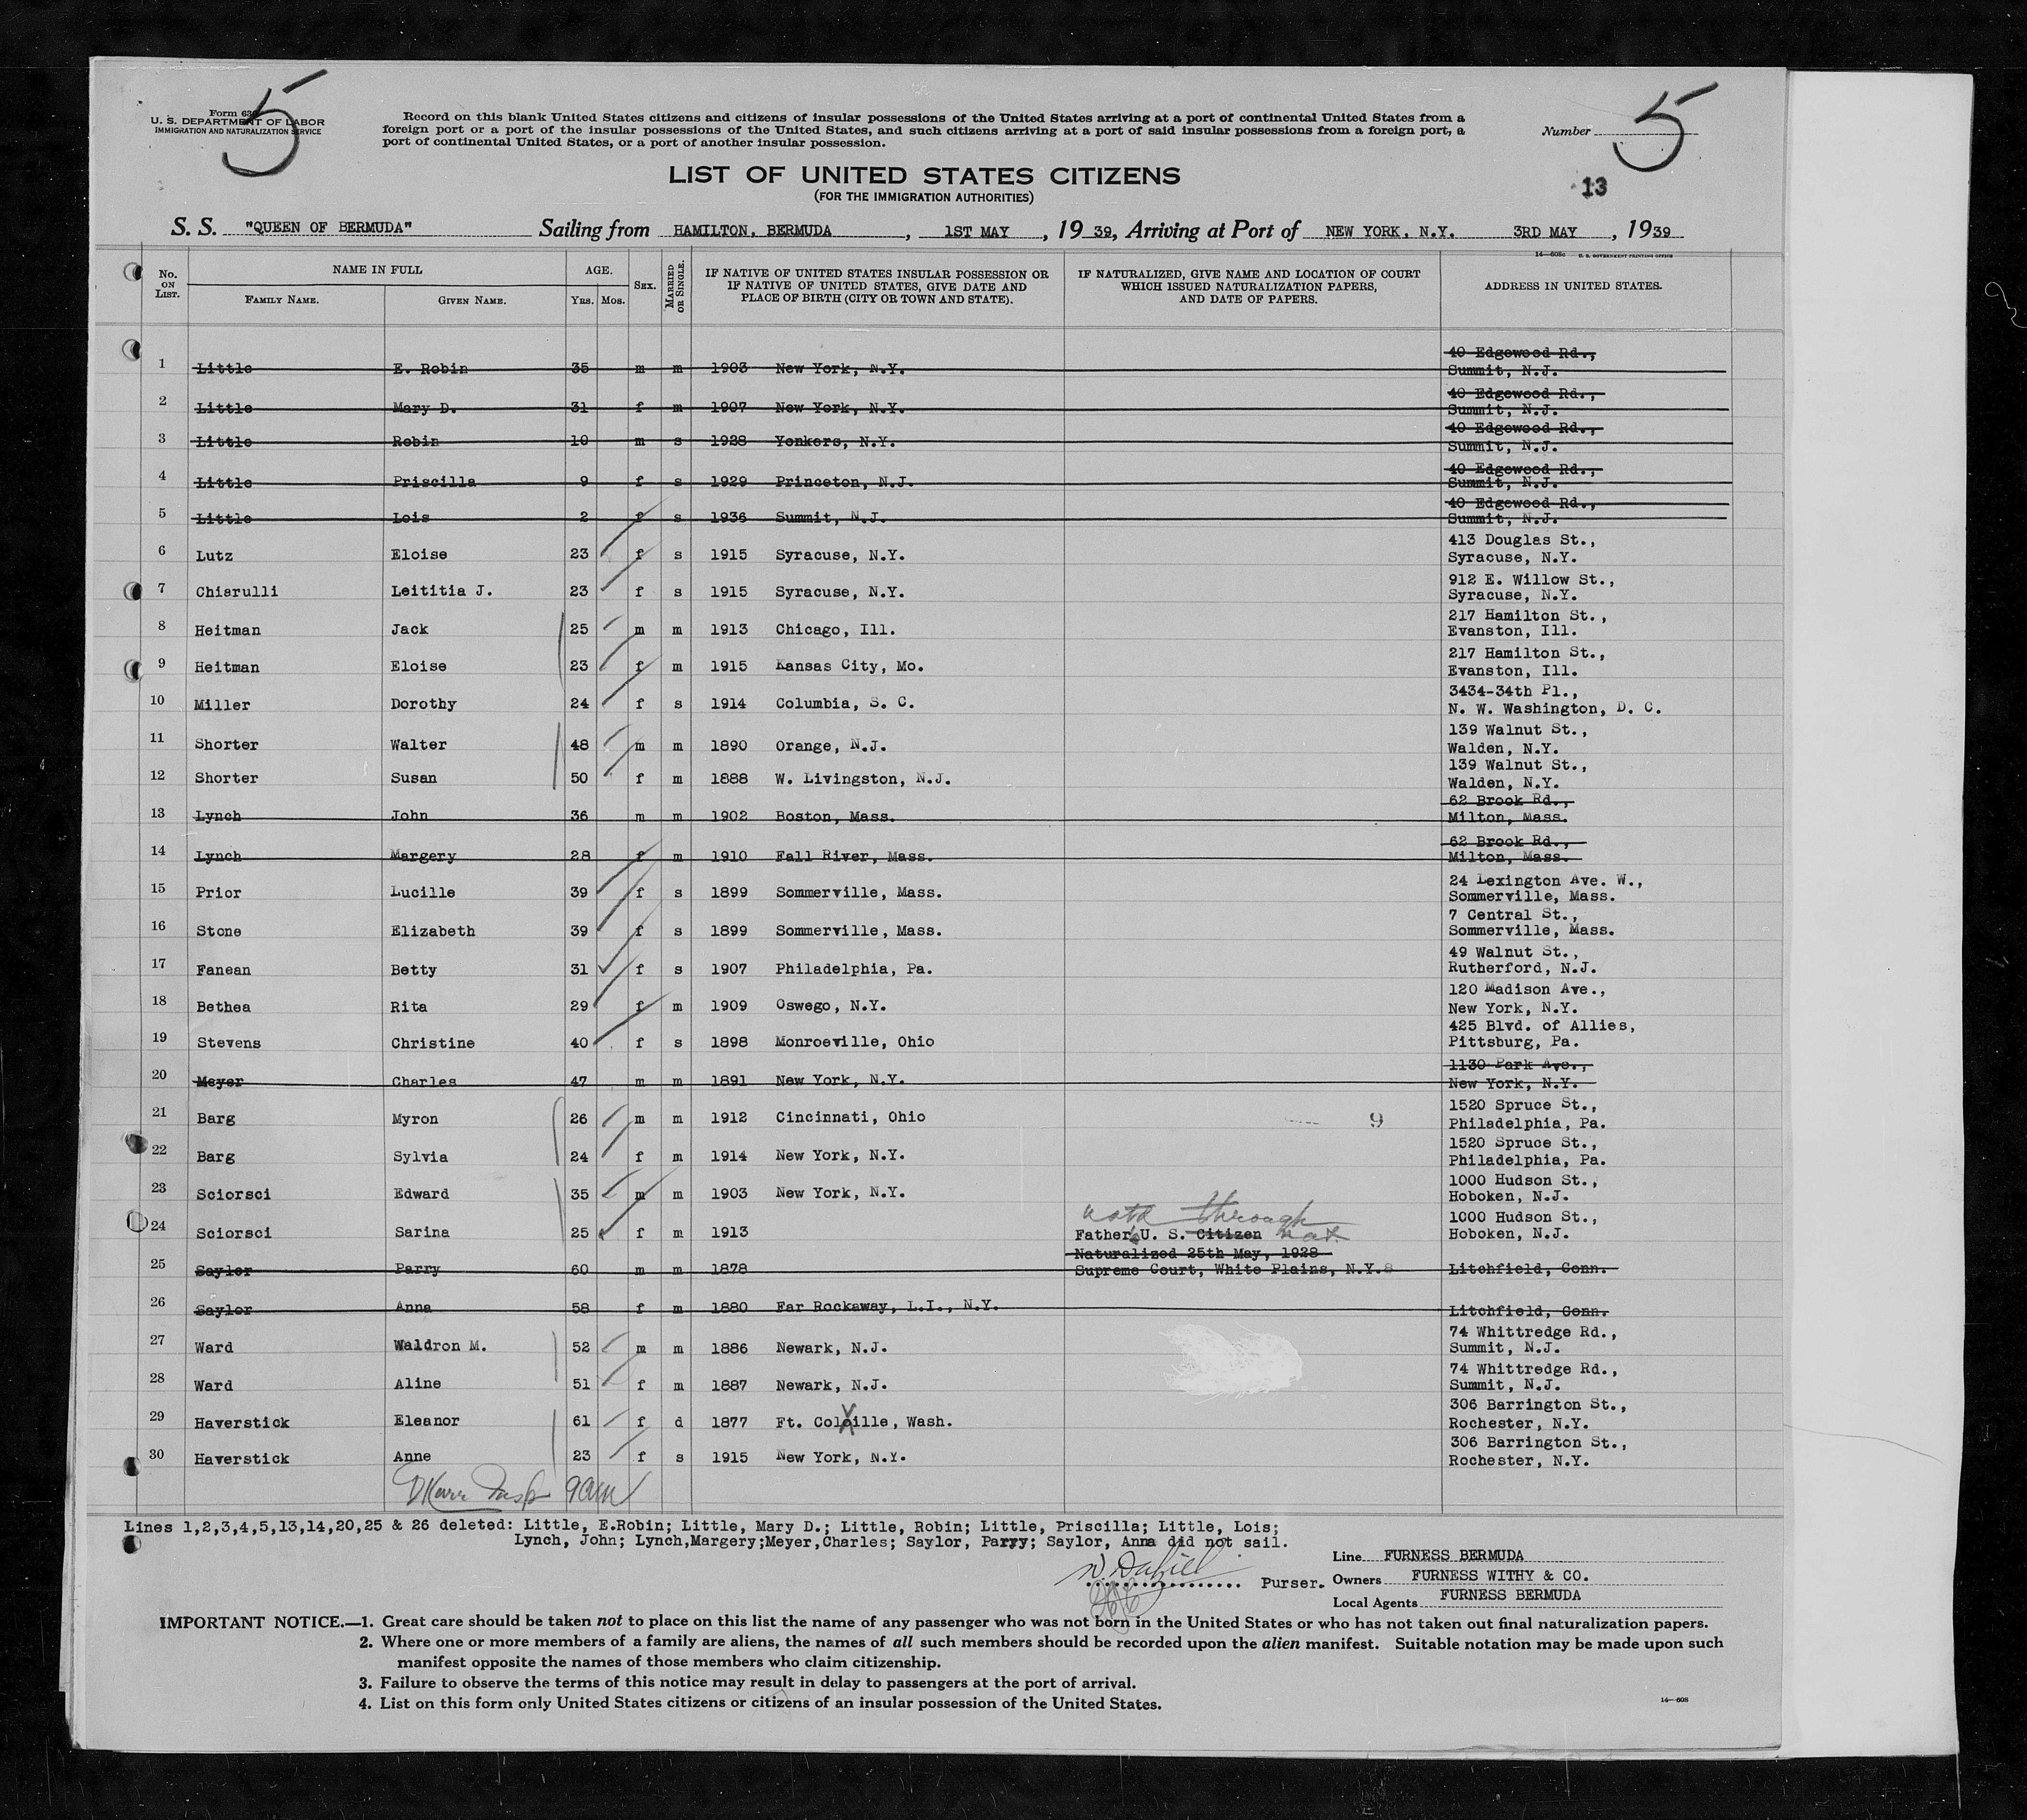 5
5
Form 630
U. S. DEPARTMENT OF LABOR
IMMIGRATION AND NATURALIZATION SERVICE
Record on this blank United States citizens and citizens of insular possessions of the United States arriving at a port of continental United States from a
foreign port or a port of the insular possessions of the United States, and such citizens arriving at a port of said insular possessions from a foreign port, a
port of continental United States, or a port of another insular possession.
Number
LIST OF UNITED STATES CITIZENS
(FOR THE IMMIGRATION AUTHORITIES)
13
S. S. "QUEEN OF BERMUDA" Sailing from HAMILTON, BERMUDA, 1ST MAY, 1939, Arriving at Port of NEW YORK, N.Y. 3RD MAY, 1939
14—608c U. S. GOVERNMENT PRINTING OFFICE
No. ON LIST. NAME IN FULL FAMILY NAME. GIVEN NAME. AGE. YRS. MOS. SEX. MARRIED OR SINGLE. IF NATIVE OF UNITED STATES INSULAR POSSESSION OR IF NATIVE OF UNITED STATES, GIVE DATE AND PLACE OF BIRTH (CITY OR TOWN AND STATE). IF NATURALIZED, GIVE NAME AND LOCATION OF COURT WHICH ISSUED NATURALIZATION PAPERS, AND DATE OF PAPERS. ADDRESS IN UNITED STATES.
1 Little E. Robin 35 m m 1903 New York, N.Y. 40 Edgewood Rd., Summit, N.J.
2 Little Mary D. 31 f m 1907 New York, N.Y. 40 Edgewood Rd., Summit, N.J.
3 Little Robin 10 m s 1928 Yonkers, N.Y. 40 Edgewood Rd., Summit, N.J.
4 Little Priscilla 9 f s 1929 Princeton, N.J. 40 Edgewood Rd., Summit, N.J.
5 Little Lois 2 f s 1936 Summit, N.J. 40 Edgewood Rd., Summit, N.J.
6 Lutz Eloise 23 f s 1915 Syracuse, N.Y. 413 Douglas St., Syracuse, N.Y.
7 Chiarulli Leititia J. 23 f s 1915 Syracuse, N.Y. 912 E. Willow St., Syracuse, N.Y.
8 Heitman Jack 25 m m 1913 Chicago, Ill. 217 Hamilton St., Evanston, Ill.
9 Heitman Eloise 23 f m 1915 Kansas City, Mo. 217 Hamilton St., Evanston, Ill.
10 Miller Dorothy 24 f s 1914 Columbia, S. C. 3434-34th Pl., N. W. Washington, D. C.
11 Shorter Walter 48 m m 1890 Orange, N.J. 139 Walnut St., Walden, N.Y.
12 Shorter Susan 50 f m 1888 W. Livingston, N.J. 139 Walnut St., Walden, N.Y.
13 Lynch John 36 m m 1902 Boston, Mass. 62 Brook Rd., Milton, Mass.
14 Lynch Margery 28 f m 1910 Fall River, Mass. 62 Brook Rd., Milton, Mass.
15 Prior Lucille 39 f s 1899 Sommerville, Mass. 24 Lexington Ave. W., Sommerville, Mass.
16 Stone Elizabeth 39 f s 1899 Sommerville, Mass. 7 Central St., Sommerville, Mass.
17 Fanean Betty 31 f s 1907 Philadelphia, Pa. 49 Walnut St., Rutherford, N.J.
18 Bethea Rita 29 f m 1909 Oswego, N.Y. 120 Madison Ave., New York, N.Y.
19 Stevens Christine 40 f s 1898 Monroeville, Ohio 425 Blvd. of Allies, Pittsburg, Pa.
20 Meyer Charles 47 m m 1891 New York, N.Y. 1130 Park Ave., New York, N.Y.
21 Barg Myron 26 m m 1912 Cincinnati, Ohio 9 1520 Spruce St., Philadelphia, Pa.
22 Barg Sylvia 24 f m 1914 New York, N.Y. 1520 Spruce St., Philadelphia, Pa.
23 Sciorsci Edward 35 m m 1903 New York, N.Y. 1000 Hudson St., Hoboken, N.J.
through
24 Sciorsci Sarina 25 f m 1913 Father's U. S. Citizen nat 1000 Hudson St., Hoboken, N.J.
25 Saylor Parry 60 m m 1878 Naturalized 25th May, 1928 Supreme Court, White Plains, N.Y. Litchfield, Conn.
26 Saylor Anna 58 f m 1880 Far Rockaway, L.I., N.Y. Litchfield, Conn.
27 Ward Waldron M. 52 m m 1886 Newark, N.J. 74 Whittredge Rd., Summit, N.J.
28 Ward Aline 51 f m 1887 Newark, N.J. 74 Whittredge Rd., Summit, N.J.
29 Haverstick Eleanor 61 f d 1877 Ft. Colville, Wash. 306 Barrington St., Rochester, N.Y.
30 Haverstick Anne 23 f s 1915 New York, N.Y. 306 Barrington St., Rochester, N.Y.
Lines 1,2,3,4,5,13,14,20,25 & 26 deleted: Little, E.Robin; Little, Mary D.; Little, Robin; Little, Priscilla; Little, Lois;
Lynch, John; Lynch,Margery;Meyer,Charles; Saylor, Parry; Saylor, Anna did not sail.
Purser.
Line FURNESS BERMUDA
Owners FURNESS WITHY & CO.
Local Agents FURNESS BERMUDA
IMPORTANT NOTICE.—1. Great care should be taken not to place on this list the name of any passenger who was not born in the United States or who has not taken out final naturalization papers.
2. Where one or more members of a family are aliens, the names of all such members should be recorded upon the alien manifest. Suitable notation may be made upon such
manifest opposite the names of those members who claim citizenship.
3. Failure to observe the terms of this notice may result in delay to passengers at the port of arrival.
4. List on this form only United States citizens or citizens of an insular possession of the United States.
14—608